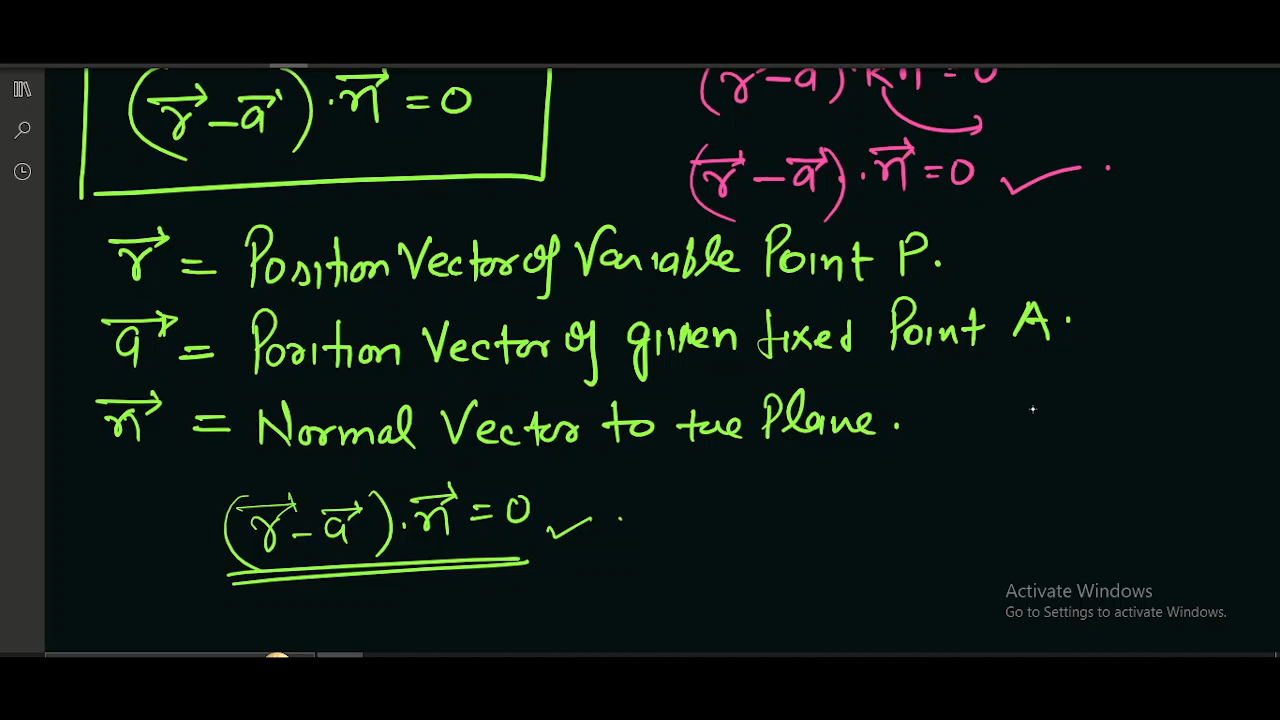 (r⃗ − a⃗) · n⃗ = 0
(r⃗ − a⃗) · k n⃗ = 0
(r⃗ − a⃗) · n⃗ = 0 ✓ .
r⃗ = Position Vector of Variable Point P.
a⃗ = Position Vector of given fixed Point A.
n⃗ = Normal Vector to the Plane.
(r⃗ − a⃗) · n⃗ = 0 ✓ .
Activate Windows
Go to Settings to activate Windows.